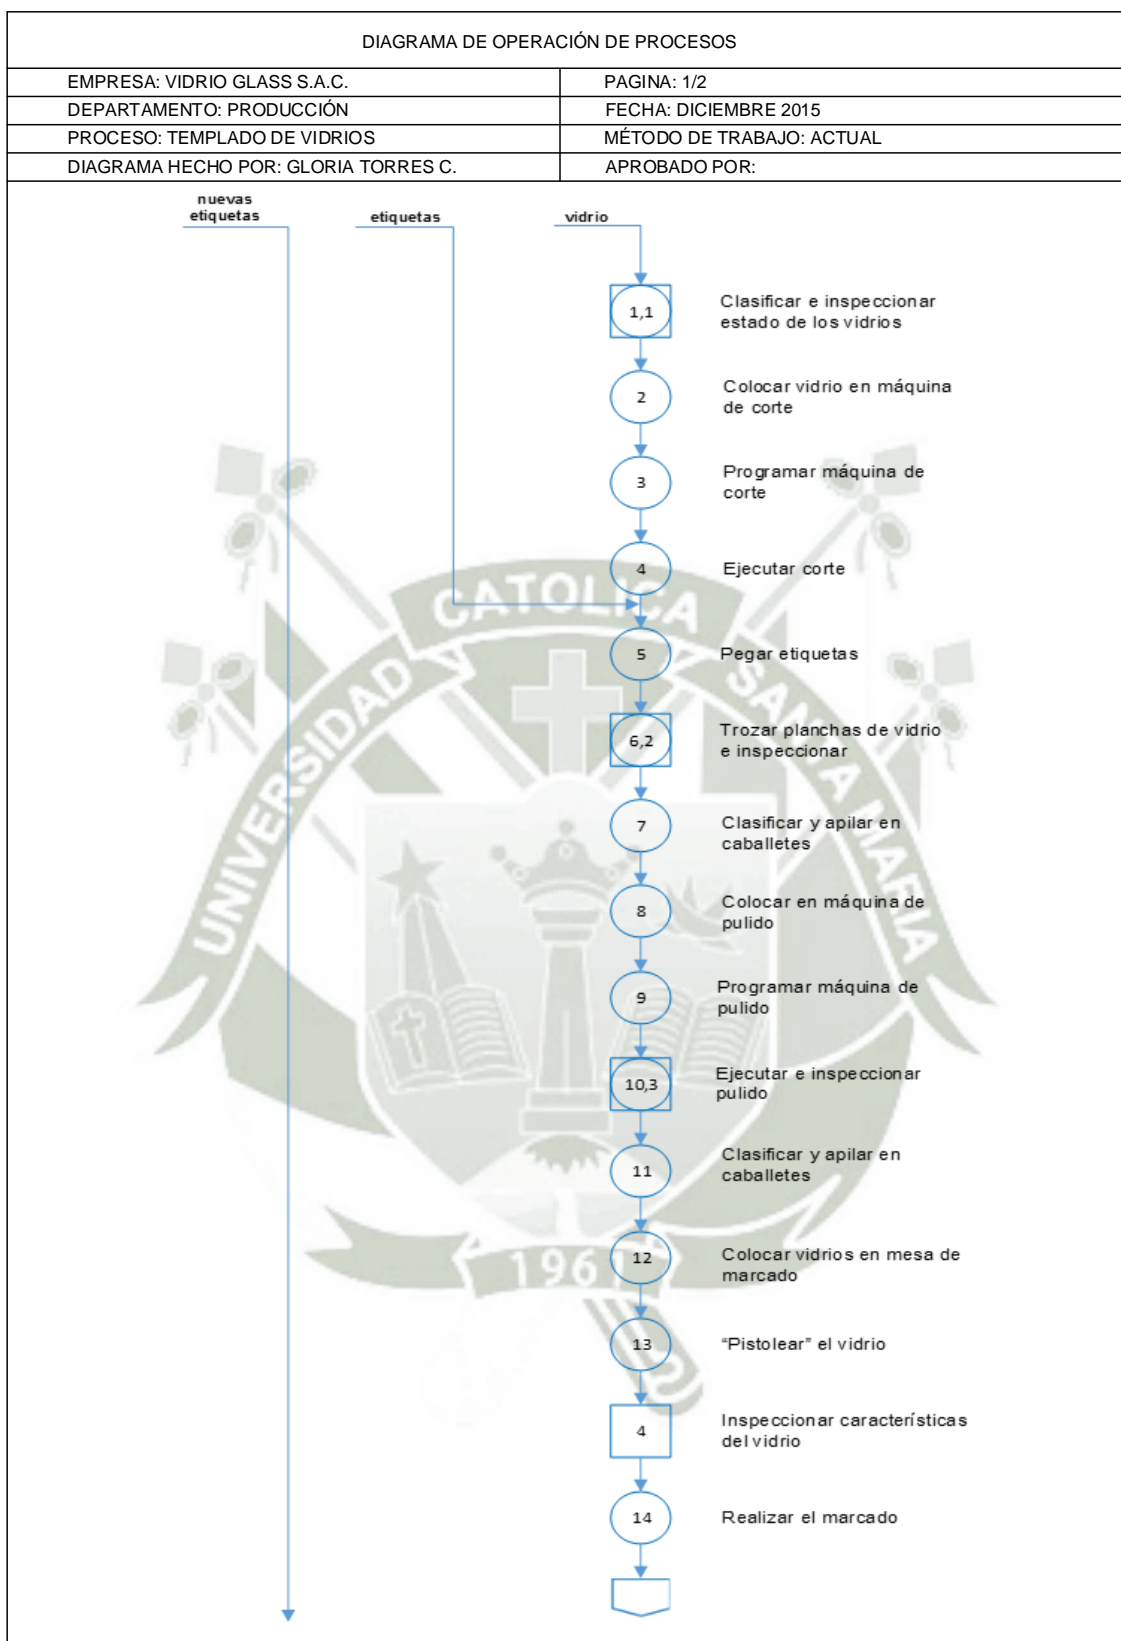 DIAGRAMA DE OPERACIÓN DE PROCESOS
EMPRESA: VIDRIO GLASS S.A.C.
PAGINA: 1/2
DEPARTAMENTO: PRODUCCIÓN
FECHA: DICIEMBRE 2015
PROCESO: TEMPLADO DE VIDRIOS
MÉTODO DE TRABAJO: ACTUAL
DIAGRAMA HECHO POR: GLORIA TORRES C.
APROBADO POR:
nuevas
etiquetas
etiquetas
vidrio
1,1
Clasificar e inspeccionar
estado de los vidrios
2
Colocar vidrio en máquina
de corte
3
Programar máquina de
corte
4
Ejecutar corte
5
Pegar etiquetas
6,2
Trozar planchas de vidrio
e inspeccionar
7
Clasificar y apilar en
caballetes
8
Colocar en máquina de
pulido
9
Programar máquina de
pulido
10,3
Ejecutar e inspeccionar
pulido
11
Clasificar y apilar en
caballetes
12
Colocar vidrios en mesa de
marcado
13
“Pistolear” el vidrio
4
Inspeccionar características
del vidrio
14
Realizar el marcado
UNIVERSIDAD CATOLICA SANTA MARIA
1961